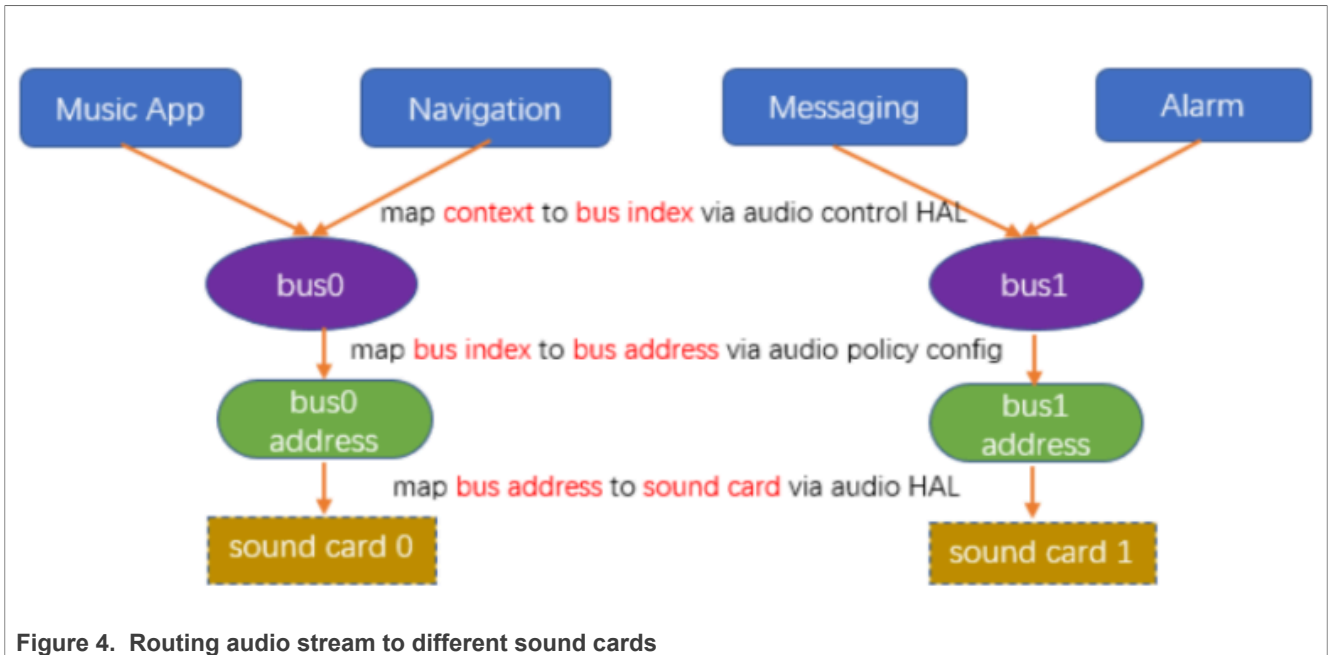 Music App
Navigation
Messaging
Alarm
map context to bus index via audio control HAL
bus0
bus1
map bus index to bus address via audio policy config
bus0
address
bus1
address
map bus address to sound card via audio HAL
sound card 0
sound card 1
Figure 4. Routing audio stream to different sound cards